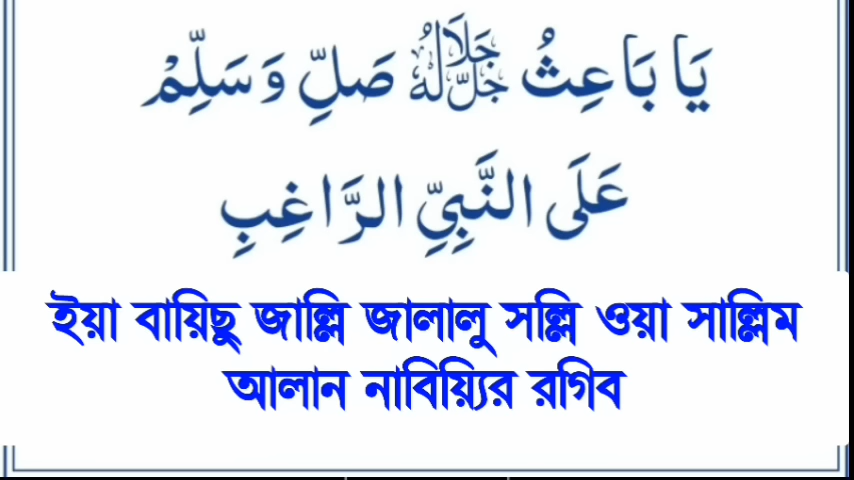 يَا بَاعِثُ جَلَّ جَلَالُهُ صَلِّ وَسَلِّمْ
عَلَى النَّبِيِّ الرَّاغِبِ
ইয়া বায়িছু জাল্লি জালালু সল্লি ওয়া সাল্লিম
আলান নাবিয়্যির রগিব